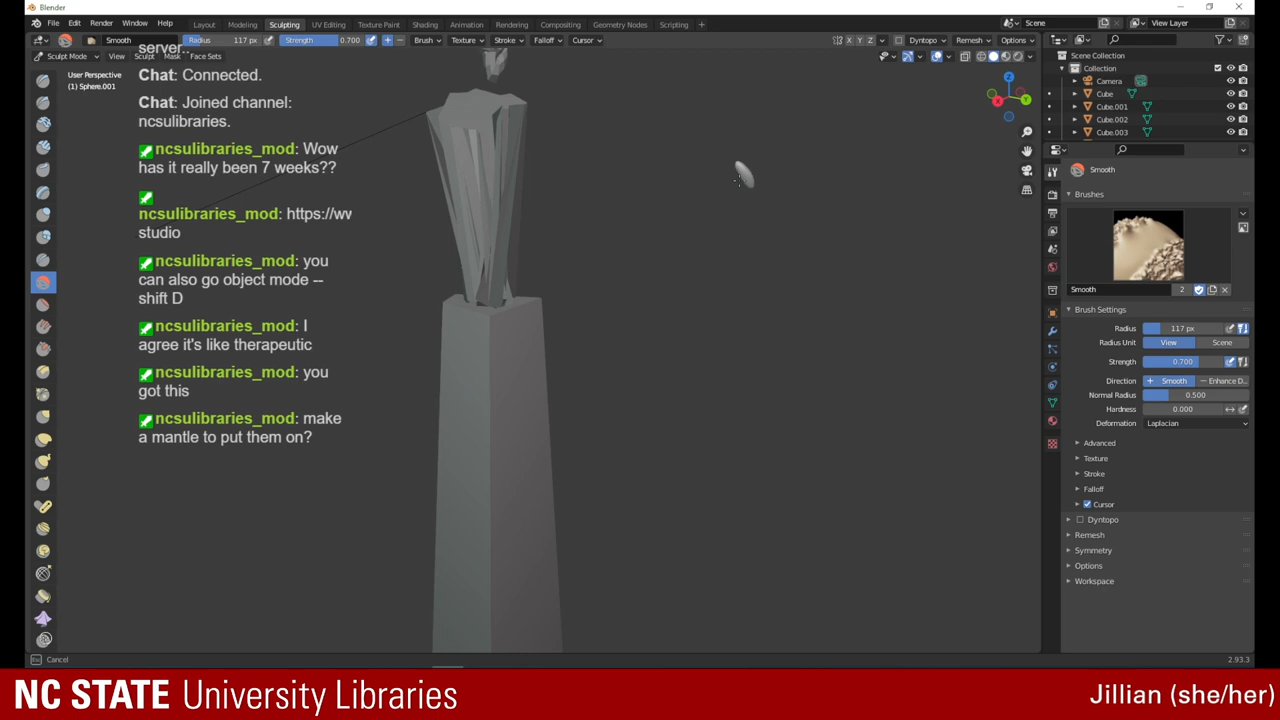 Blender
File Edit Render Window Help Layout Modeling Sculpting UV Editing Texture Paint Shading Animation Rendering Compositing Geometry Nodes Scripting + Scene View Layer
Smooth Radius 117 px Strength 0.700 + − Brush Texture Stroke Falloff Cursor X Y Z Dyntopo Remesh Options
Sculpt Mode View Sculpt Mask Face Sets
server..
User Perspective
(1) Sphere.001
Chat: Connected.
Chat: Joined channel:
ncsulibraries.
ncsulibraries_mod: Wow
has it really been 7 weeks??
ncsulibraries_mod: https://ww
studio
ncsulibraries_mod: you
can also go object mode --
shift D
ncsulibraries_mod: I
agree it's like therapeutic
ncsulibraries_mod: you
got this
ncsulibraries_mod: make
a mantle to put them on?
Z
X
Y
Scene Collection
Collection
Camera
Cube
Cube.001
Cube.002
Cube.003
Smooth
Brushes
Smooth 2
Brush Settings
Radius 117 px
Radius Unit View Scene
Strength 0.700
Direction + Smooth − Enhance D..
Normal Radius 0.500
Hardness 0.000
Deformation Laplacian
Advanced
Texture
Stroke
Falloff
Cursor
Dyntopo
Remesh
Symmetry
Options
Workspace
Esc Cancel 2.93.3
NC STATE University Libraries
Jillian (she/her)